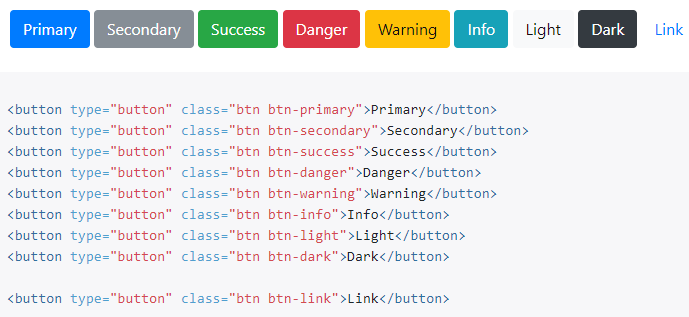 Primary Secondary Success Danger Warning Info Light Dark Link
<button type="button" class="btn btn-primary">Primary</button>
<button type="button" class="btn btn-secondary">Secondary</button>
<button type="button" class="btn btn-success">Success</button>
<button type="button" class="btn btn-danger">Danger</button>
<button type="button" class="btn btn-warning">Warning</button>
<button type="button" class="btn btn-info">Info</button>
<button type="button" class="btn btn-light">Light</button>
<button type="button" class="btn btn-dark">Dark</button>
<button type="button" class="btn btn-link">Link</button>